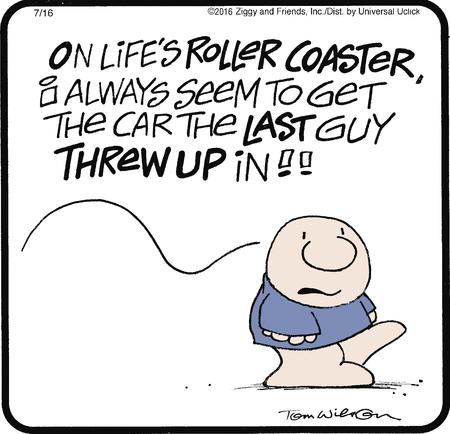 7/16 ©2016 Ziggy and Friends, Inc./Dist. by Universal Uclick
ON LiFE'S ROLLER COASTER,
i ALWAYS SeeM TO GeT
THe CAR THe LAST GUY
THReW UP iN!!
Tom Wilson